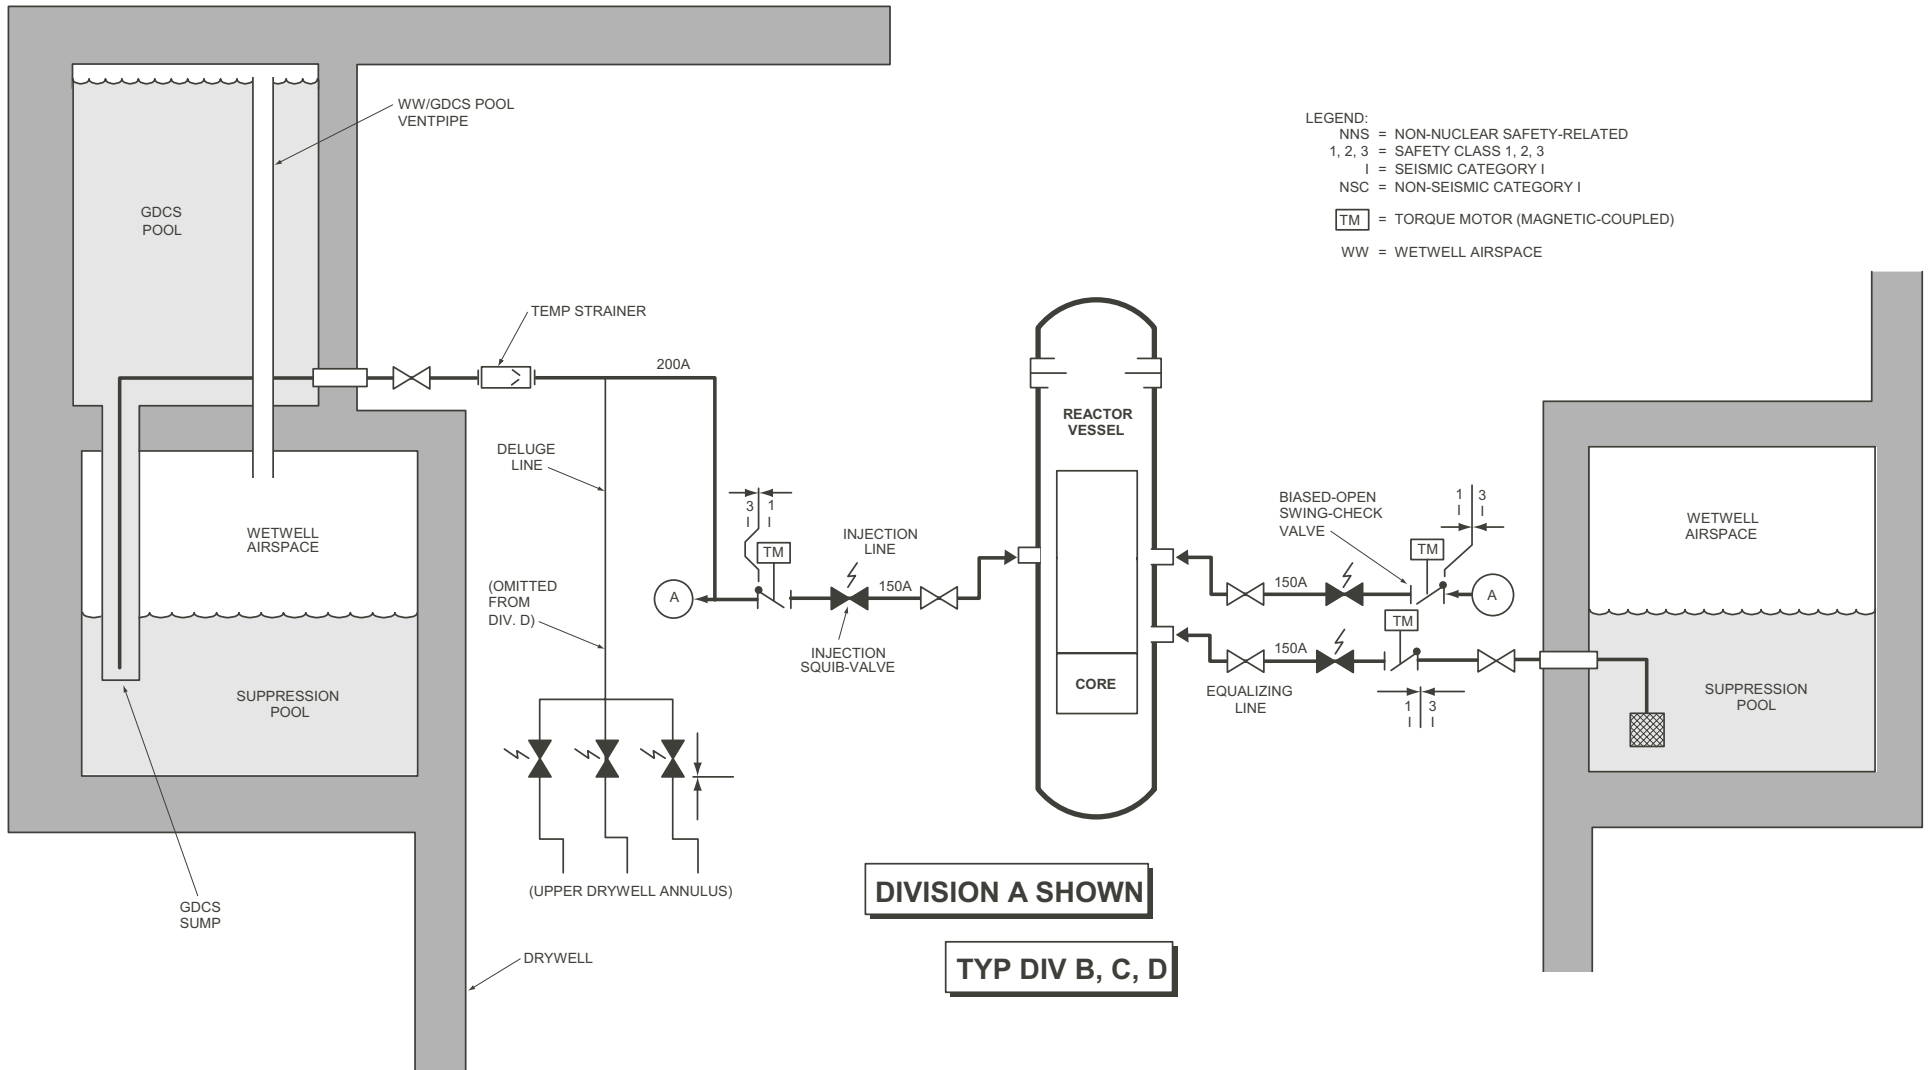 WW/GDCS POOL
VENTPIPE
LEGEND:
NNS = NON-NUCLEAR SAFETY-RELATED
1, 2, 3 = SAFETY CLASS 1, 2, 3
I = SEISMIC CATEGORY I
NSC = NON-SEISMIC CATEGORY I
TM = TORQUE MOTOR (MAGNETIC-COUPLED)
WW = WETWELL AIRSPACE
GDCS
POOL
TEMP STRAINER
200A
REACTOR
VESSEL
DELUGE
LINE
3 1
I I
TM
INJECTION
LINE
150A
A
INJECTION
SQUIB-VALVE
(OMITTED
FROM
DIV. D)
WETWELL
AIRSPACE
SUPPRESSION
POOL
BIASED-OPEN
SWING-CHECK
VALVE
1 3
I I
TM
150A
A
TM
150A
EQUALIZING
LINE
1 3
I I
CORE
WETWELL
AIRSPACE
SUPPRESSION
POOL
(UPPER DRYWELL ANNULUS)
GDCS
SUMP
DRYWELL
DIVISION A SHOWN
TYP DIV B, C, D